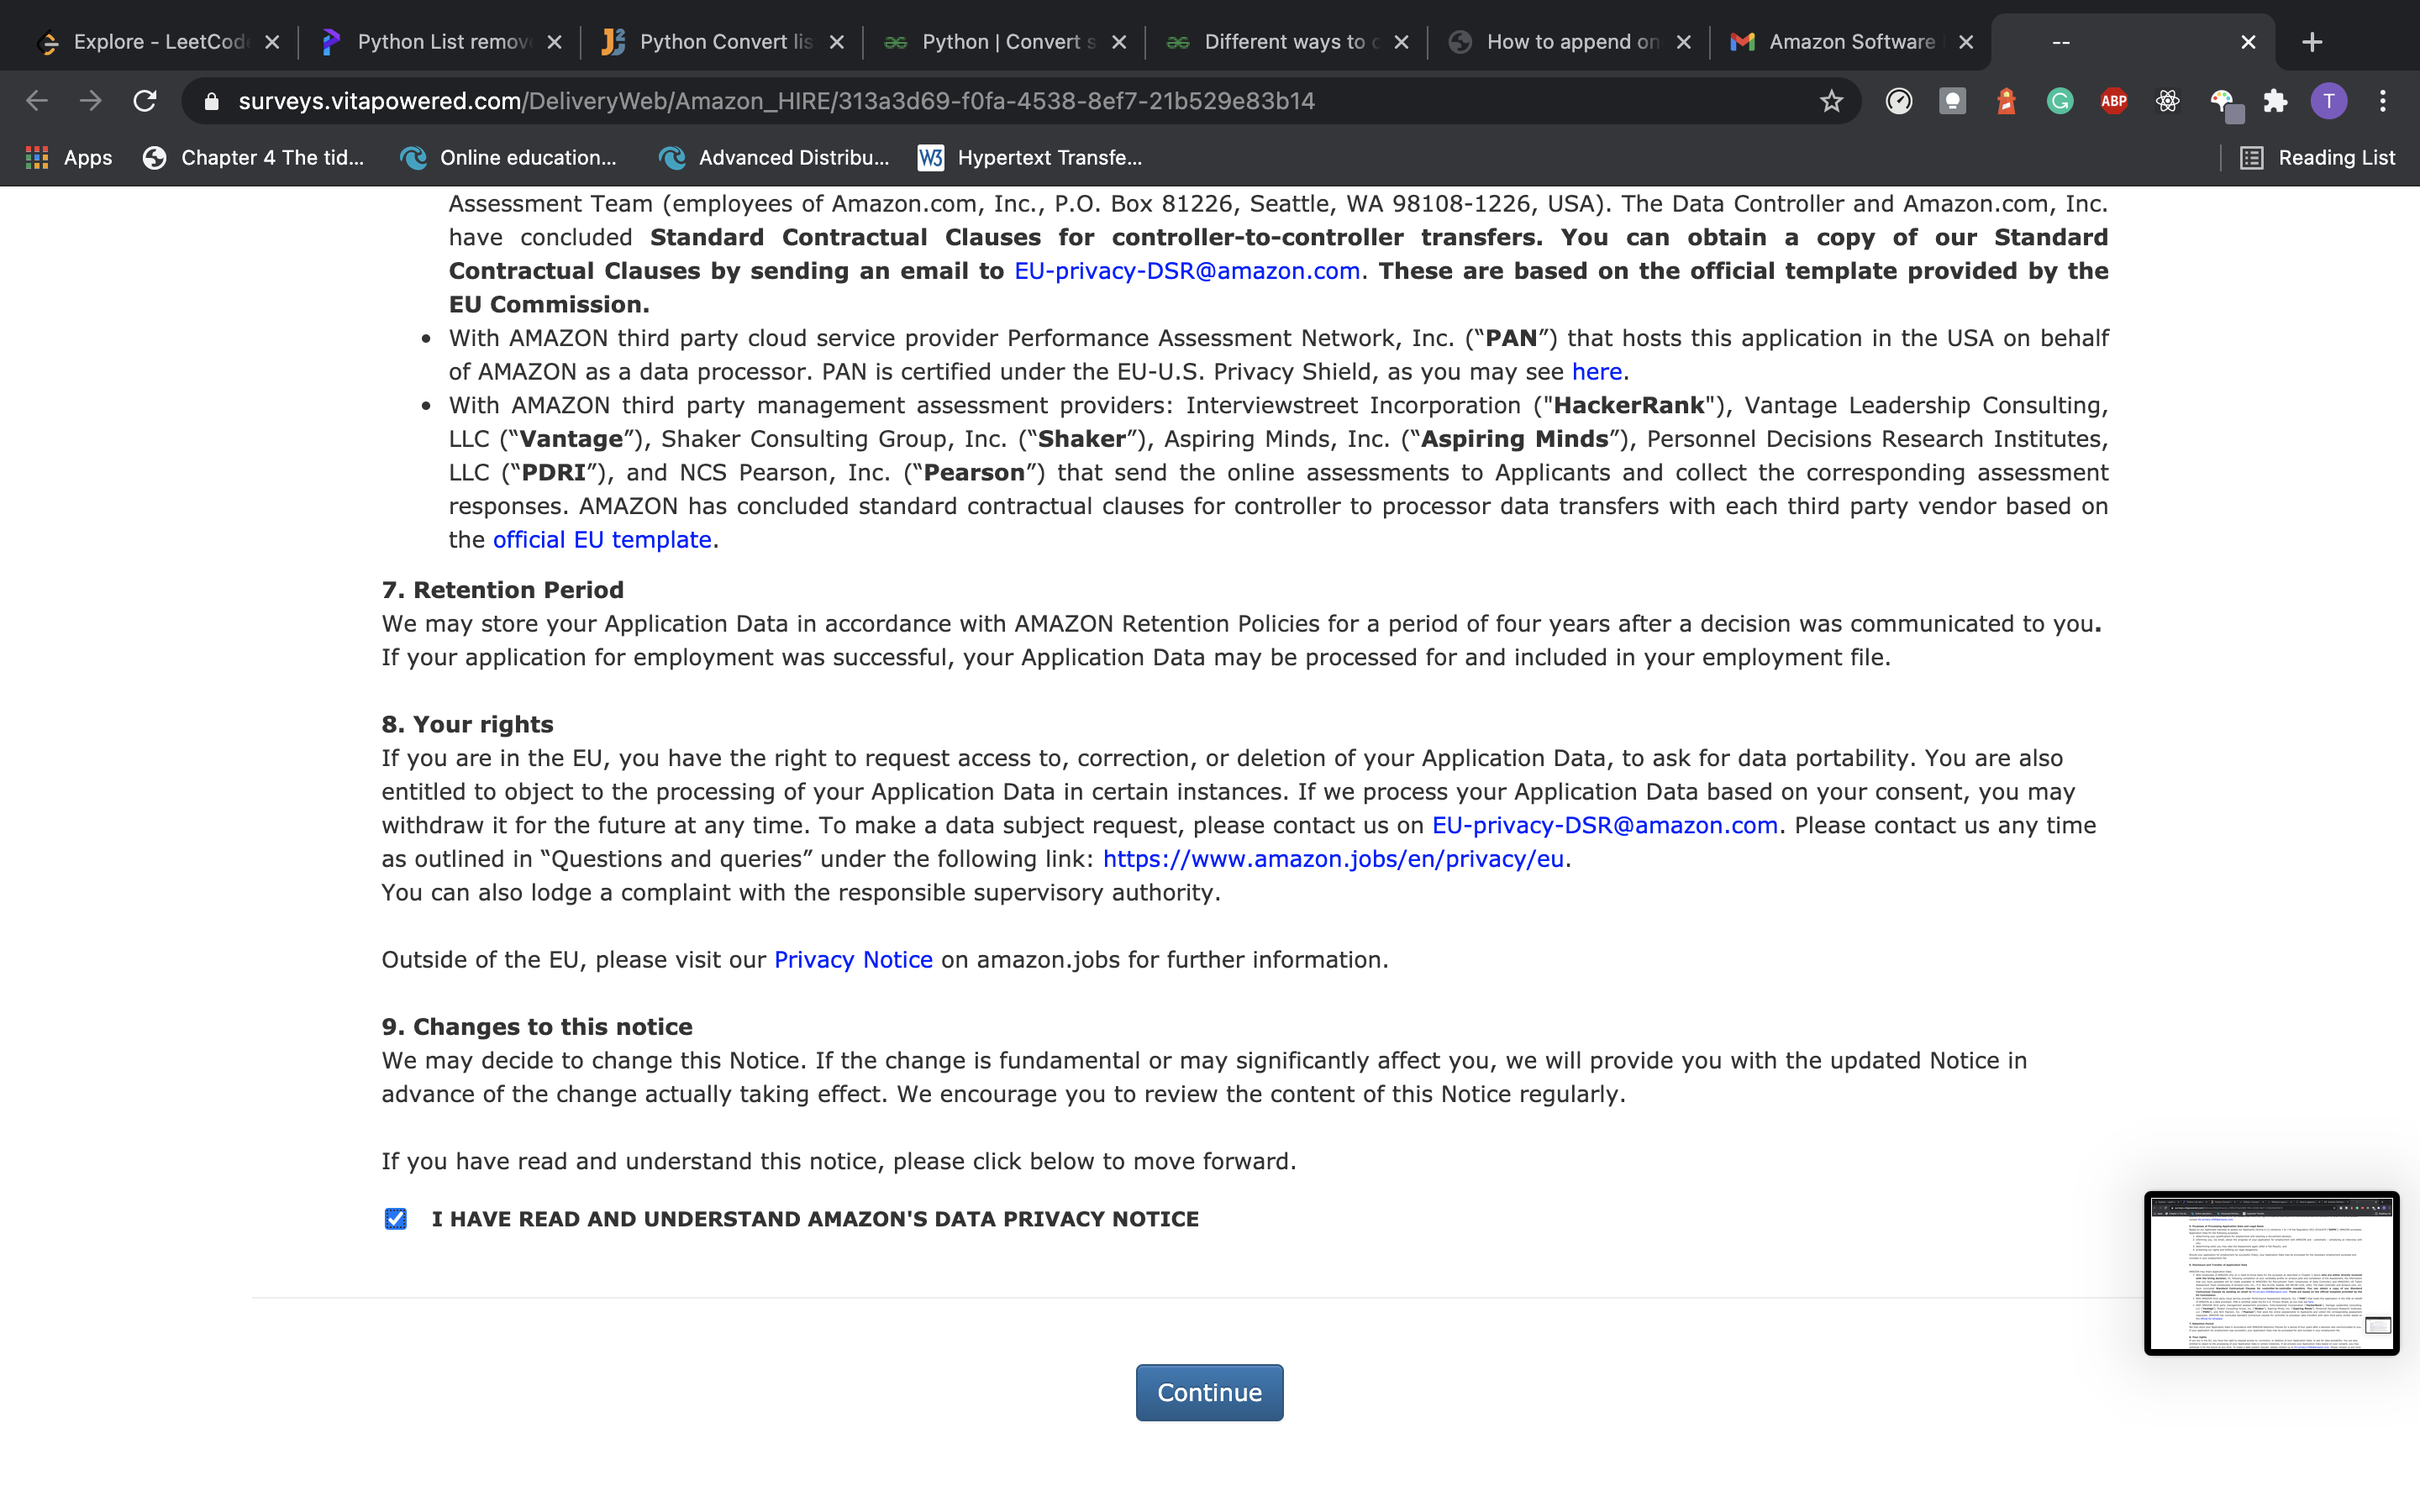 Explore - LeetCod
Python List remov
Python Convert lis
Python | Convert s
Different ways to c
How to append on
Amazon Software
--
surveys.vitapowered.com/DeliveryWeb/Amazon_HIRE/313a3d69-f0fa-4538-8ef7-21b529e83b14
ABP
T
Apps
Chapter 4 The tid...
Online education...
Advanced Distribu...
W3
Hypertext Transfe...
Reading List
Assessment Team (employees of Amazon.com, Inc., P.O. Box 81226, Seattle, WA 98108-1226, USA). The Data Controller and Amazon.com, Inc.
have concluded Standard Contractual Clauses for controller-to-controller transfers. You can obtain a copy of our Standard
Contractual Clauses by sending an email to EU-privacy-DSR@amazon.com. These are based on the official template provided by the
EU Commission.
• With AMAZON third party cloud service provider Performance Assessment Network, Inc. (“PAN”) that hosts this application in the USA on behalf
of AMAZON as a data processor. PAN is certified under the EU-U.S. Privacy Shield, as you may see here.
• With AMAZON third party management assessment providers: Interviewstreet Incorporation ("HackerRank"), Vantage Leadership Consulting,
LLC (“Vantage”), Shaker Consulting Group, Inc. (“Shaker”), Aspiring Minds, Inc. (“Aspiring Minds”), Personnel Decisions Research Institutes,
LLC (“PDRI”), and NCS Pearson, Inc. (“Pearson”) that send the online assessments to Applicants and collect the corresponding assessment
responses. AMAZON has concluded standard contractual clauses for controller to processor data transfers with each third party vendor based on
the official EU template.
7. Retention Period
We may store your Application Data in accordance with AMAZON Retention Policies for a period of four years after a decision was communicated to you.
If your application for employment was successful, your Application Data may be processed for and included in your employment file.
8. Your rights
If you are in the EU, you have the right to request access to, correction, or deletion of your Application Data, to ask for data portability. You are also
entitled to object to the processing of your Application Data in certain instances. If we process your Application Data based on your consent, you may
withdraw it for the future at any time. To make a data subject request, please contact us on EU-privacy-DSR@amazon.com. Please contact us any time
as outlined in “Questions and queries” under the following link: https://www.amazon.jobs/en/privacy/eu.
You can also lodge a complaint with the responsible supervisory authority.
Outside of the EU, please visit our Privacy Notice on amazon.jobs for further information.
9. Changes to this notice
We may decide to change this Notice. If the change is fundamental or may significantly affect you, we will provide you with the updated Notice in
advance of the change actually taking effect. We encourage you to review the content of this Notice regularly.
If you have read and understand this notice, please click below to move forward.
I HAVE READ AND UNDERSTAND AMAZON'S DATA PRIVACY NOTICE
Continue